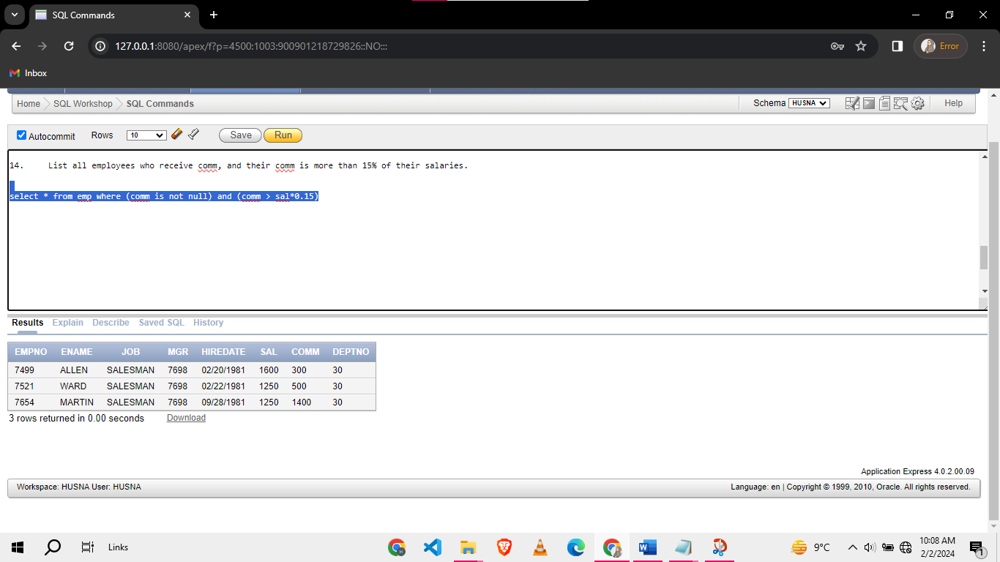 SQL Commands
127.0.0.1:8080/apex/f?p=4500:1003:900901218729826::NO:::
Error
Inbox
Home SQL Workshop SQL Commands Schema HUSNA Help
Autocommit Rows 10 Save Run
14. List all employees who receive comm, and their comm is more than 15% of their salaries.
select * from emp where (comm is not null) and (comm > sal*0.15)
Results Explain Describe Saved SQL History
EMPNO ENAME JOB MGR HIREDATE SAL COMM DEPTNO
7499 ALLEN SALESMAN 7698 02/20/1981 1600 300 30
7521 WARD SALESMAN 7698 02/22/1981 1250 500 30
7654 MARTIN SALESMAN 7698 09/28/1981 1250 1400 30
3 rows returned in 0.00 seconds Download
Application Express 4.0.2.00.09
Workspace: HUSNA User: HUSNA Language: en | Copyright © 1999, 2010, Oracle. All rights reserved.
Links 9°C 10:08 AM
2/2/2024 1